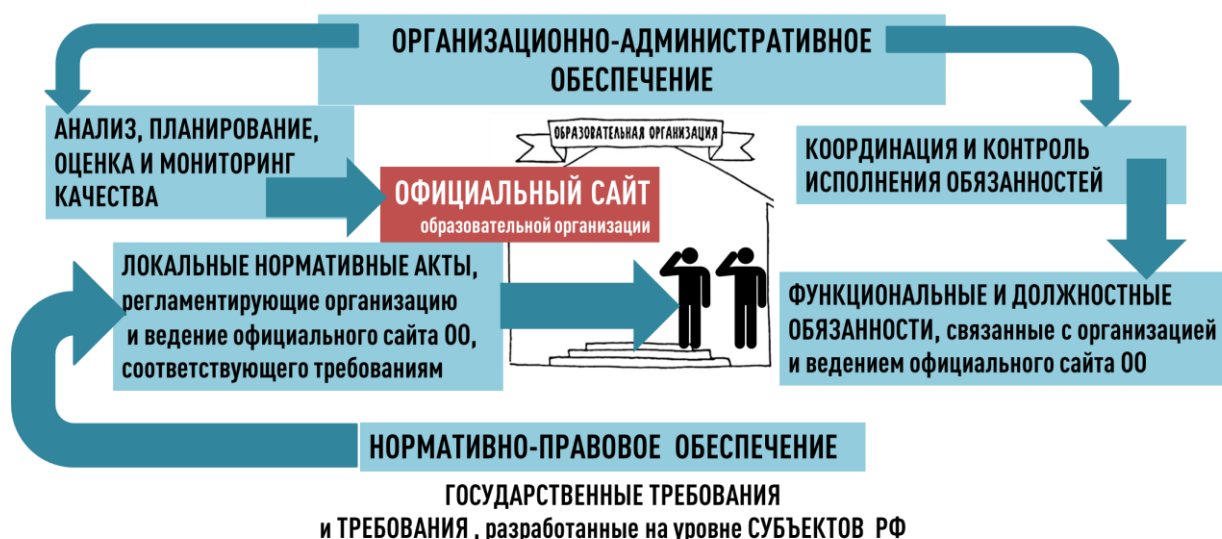 ОРГАНИЗАЦИОННО-АДМИНИСТРАТИВНОЕ
ОБЕСПЕЧЕНИЕ
АНАЛИЗ, ПЛАНИРОВАНИЕ,
ОЦЕНКА И МОНИТОРИНГ
КАЧЕСТВА
ОБРАЗОВАТЕЛЬНАЯ ОРГАНИЗАЦИЯ
ОФИЦИАЛЬНЫЙ САЙТ
образовательной организации
КООРДИНАЦИЯ И КОНТРОЛЬ
ИСПОЛНЕНИЯ ОБЯЗАННОСТЕЙ
ЛОКАЛЬНЫЕ НОРМАТИВНЫЕ АКТЫ,
регламентирующие организацию
и ведение официального сайта ОО,
соответствующего требованиям
ФУНКЦИОНАЛЬНЫЕ И ДОЛЖНОСТНЫЕ
ОБЯЗАННОСТИ, связанные с организацией
и ведением официального сайта ОО
НОРМАТИВНО-ПРАВОВОЕ ОБЕСПЕЧЕНИЕ
ГОСУДАРСТВЕННЫЕ ТРЕБОВАНИЯ
и ТРЕБОВАНИЯ , разработанные на уровне СУБЪЕКТОВ РФ